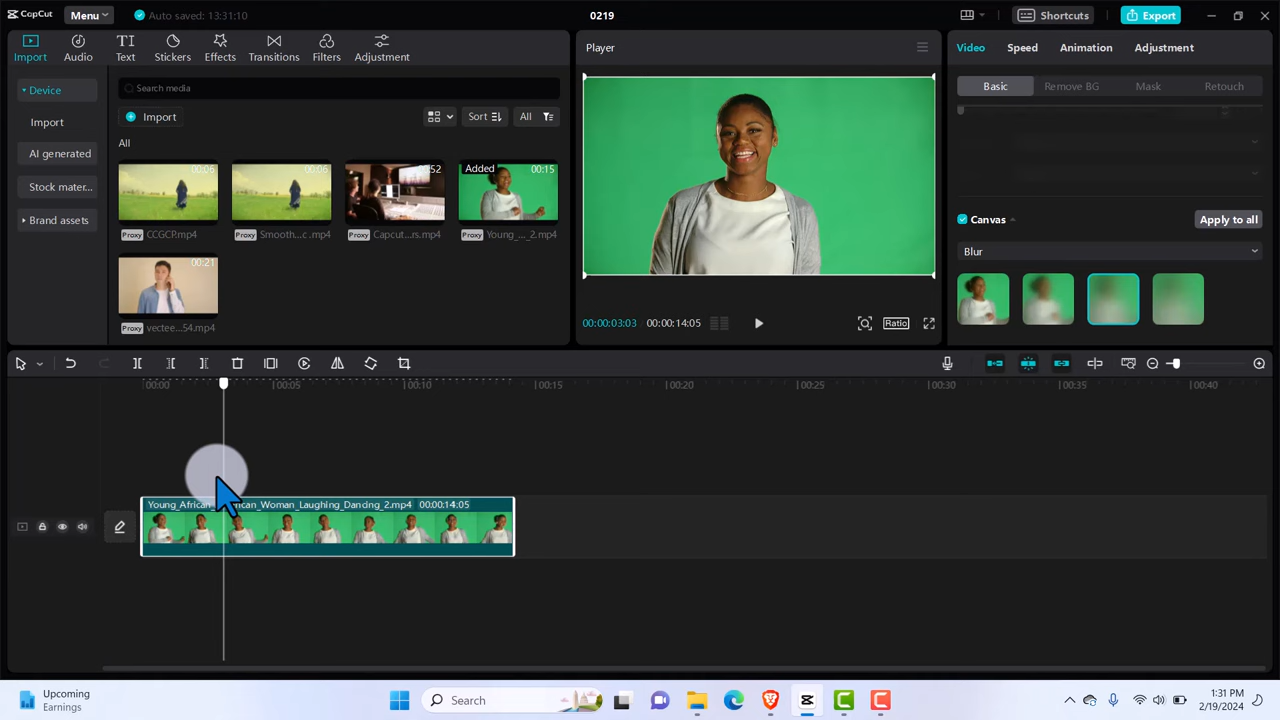 CapCut
Menu
Auto saved: 13:31:10
0219
Shortcuts
Export
Import
Audio
Text
Stickers
Effects
Transitions
Filters
Adjustment
Device
Import
AI generated
Stock mater...
Brand assets
Search media
Import
Sort
All
All
00:06
CCGCP.mp4
Proxy
00:06
Smooth...c .mp4
Proxy
00:52
Capcut...rs.mp4
Proxy
Added
00:15
Young_..._2.mp4
Proxy
00:21
vectee...54.mp4
Proxy
Player
00:00:03:03
00:00:14:05
Ratio
Video
Speed
Animation
Adjustment
Basic
Remove BG
Mask
Retouch
Canvas
Apply to all
Blur
00:00
00:05
00:10
00:15
00:20
00:25
00:30
00:35
00:40
Young_African_
ican_Woman_Laughing_Dancing_2.mp4
00:00:14:05
Upcoming
Earnings
Search
1:31 PM
2/19/2024